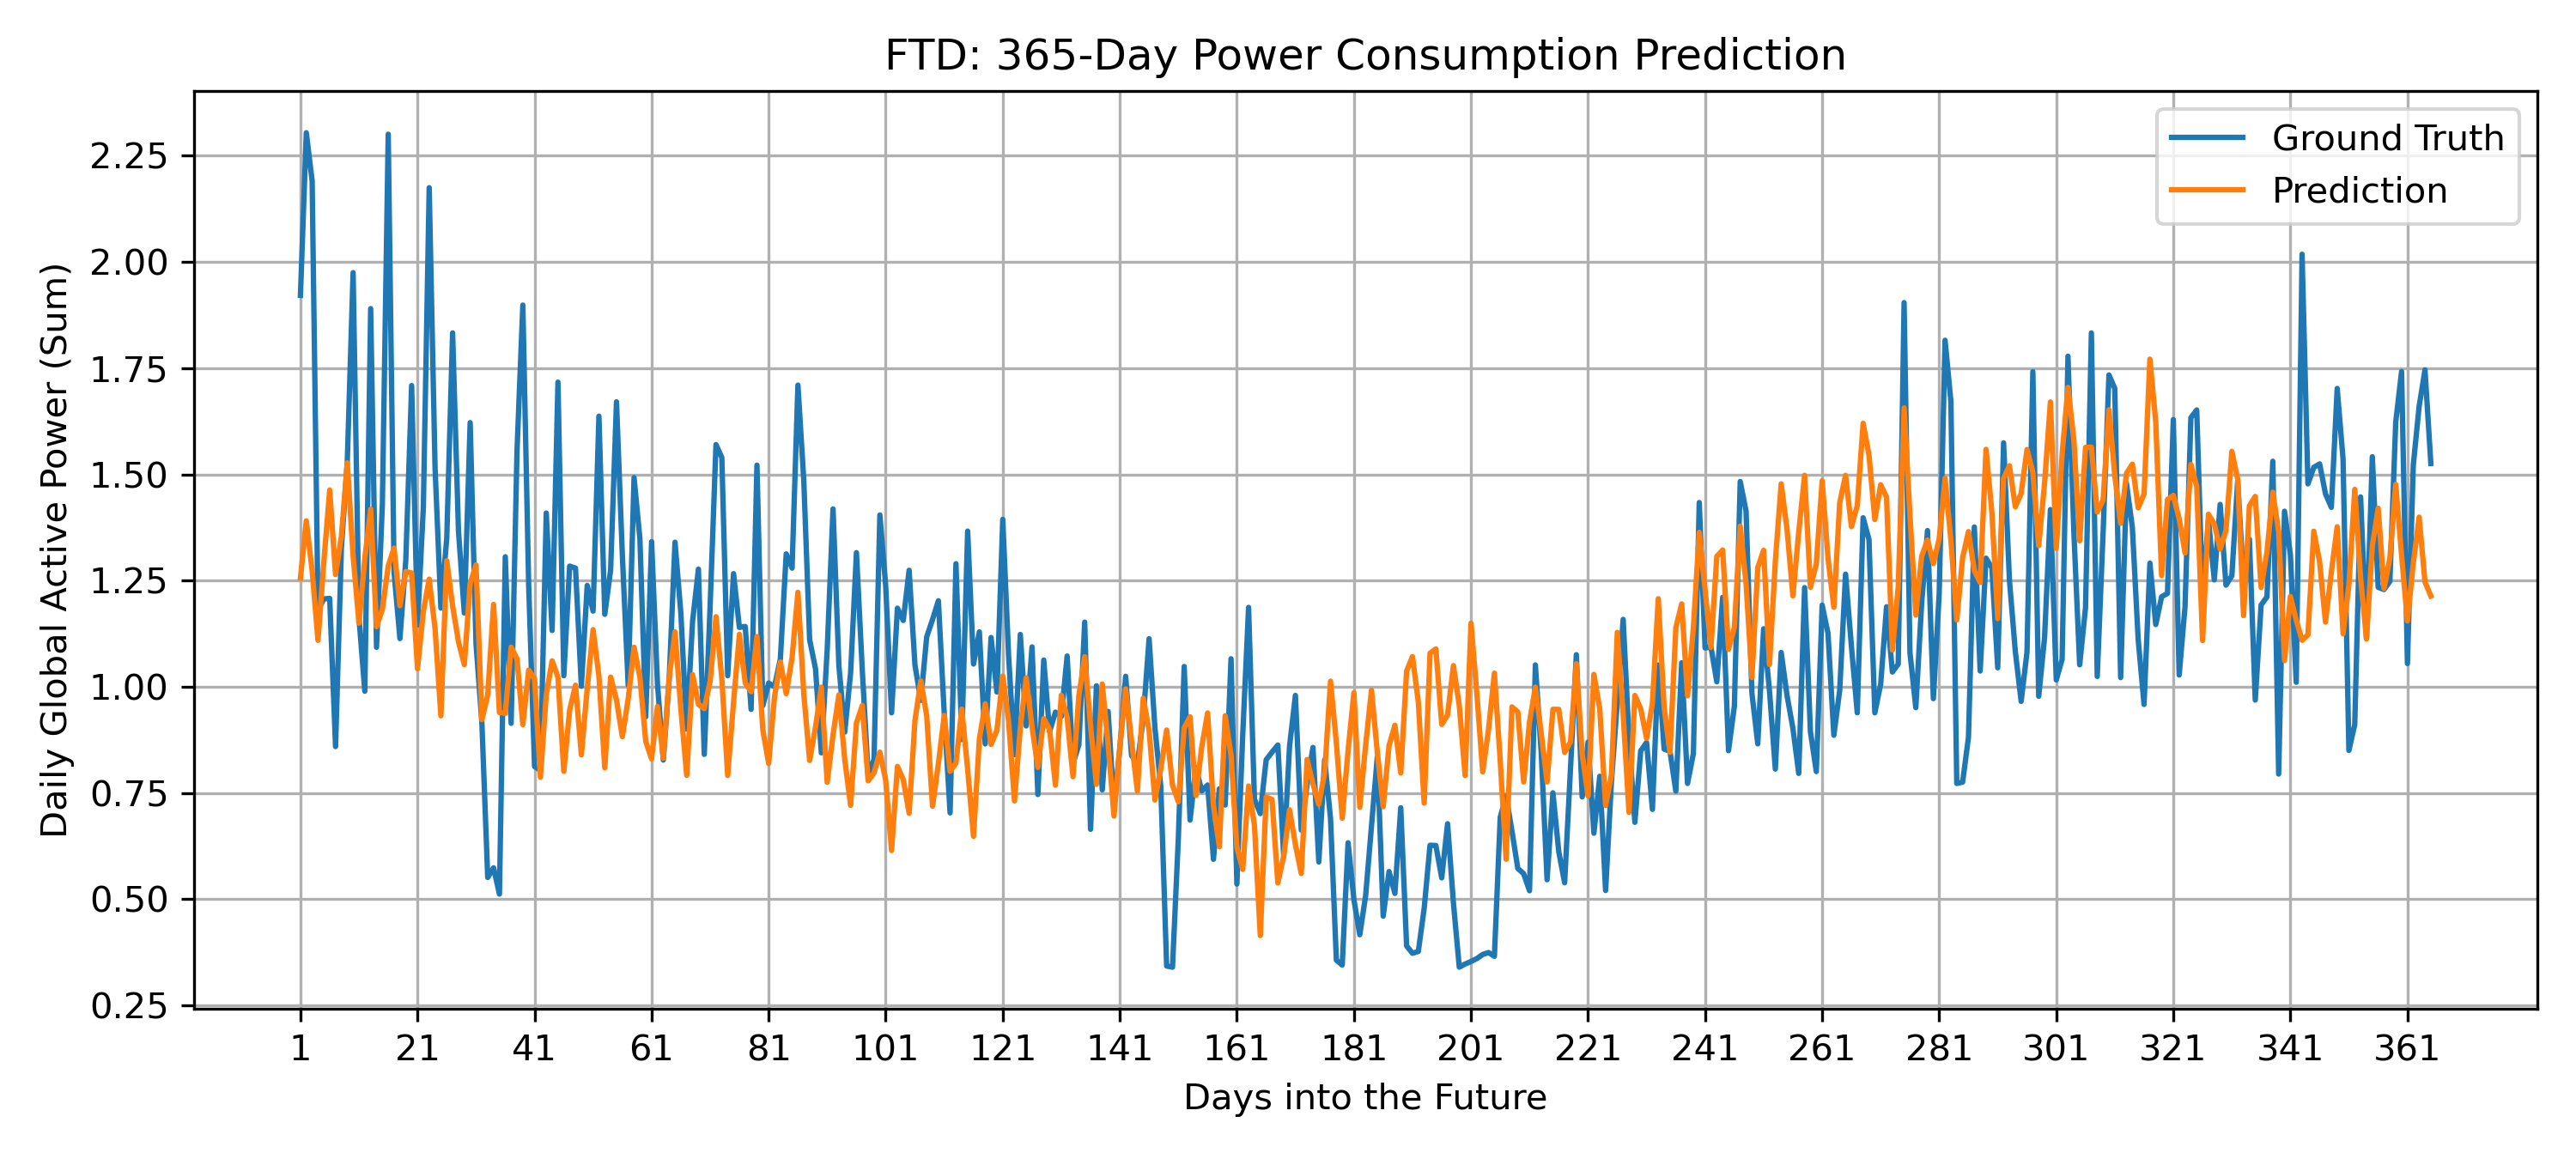 FTD: 365-Day Power Consumption Prediction
Ground Truth
Prediction
Daily Global Active Power (Sum)
2.25
2.00
1.75
1.50
1.25
1.00
0.75
0.50
0.25
1 21 41 61 81 101 121 141 161 181 201 221 241 261 281 301 321 341 361
Days into the Future